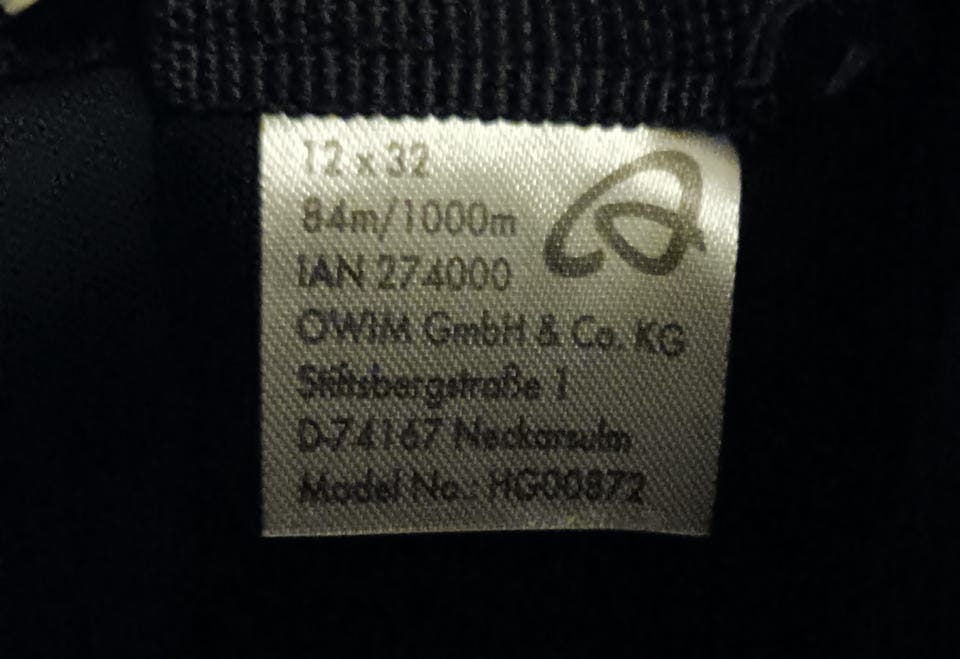 12 x 32
84m/1000m
IAN 274000
OWIM GmbH & Co. KG
Stiftsbergstraße 1
D-74167 Neckarsulm
Model No.: HG00872